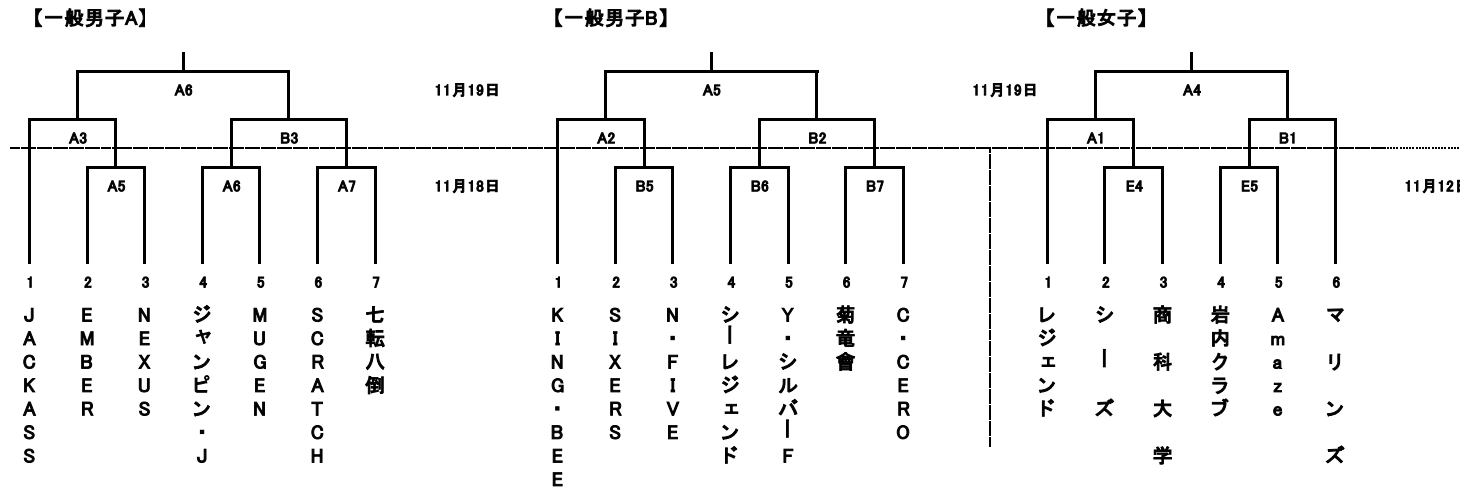 【一般男子A】 【一般男子B】 【一般女子】
A6 11月19日 A5 11月19日 A4
A3 B3 A2 B2 A1 B1
A5 A6 A7 11月18日 B5 B6 B7 E4 E5 11月12日
1 2 3 4 5 6 7 1 2 3 4 5 6 7 1 2 3 4 5 6
JACKASS
EMBER
NEXUS
ジャンピン・J
MUGEN
SCRATCH
七転八倒
KING・BEE
SIXERS
N・FIVE
シーレジェンド
Y・シルバーF
菊竜會
C・CERO
レジェンド
シーズ
商科大学
岩内クラブ
Amaze
マリンズ